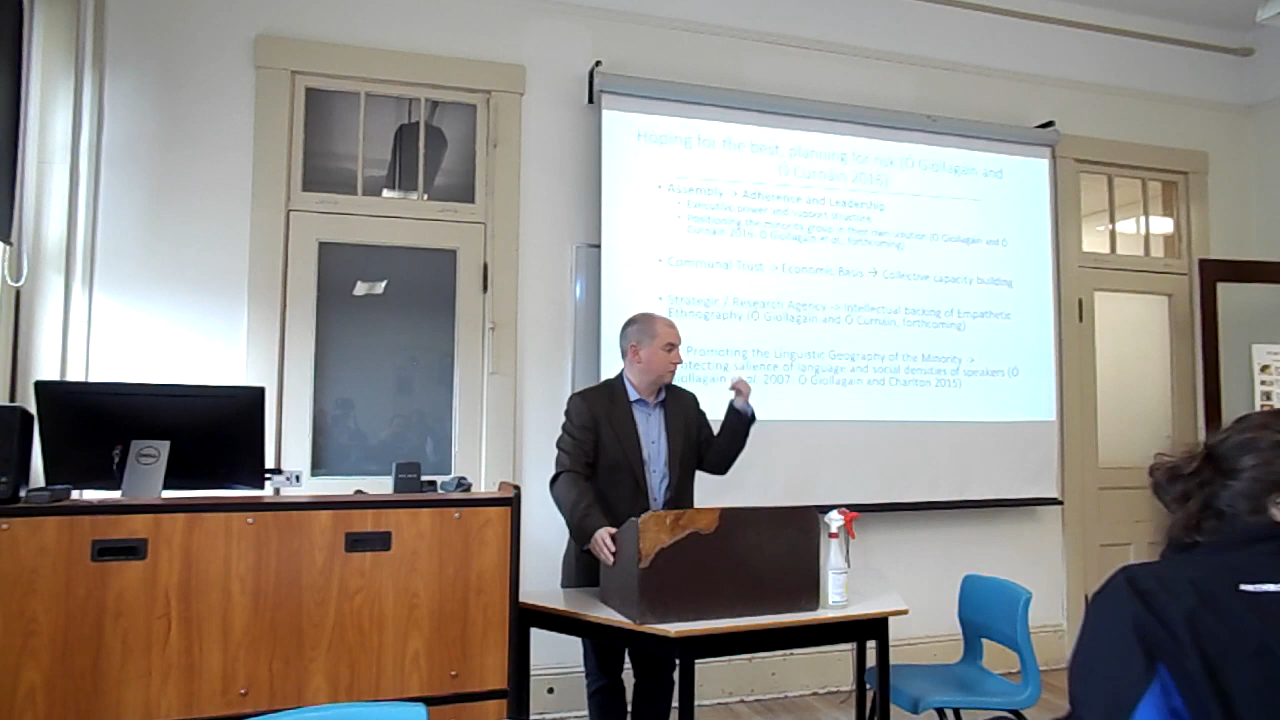 Hoping for the best, planning for risk (Ó Giollagáin and
Ó Curnáin 2016)
• Assembly -> Adherence and Leadership
• Executive power and support structure
• Positioning the minority group in their own solution (Ó Giollagáin and Ó
Curnáin 2016; Ó Giollagáin et al., forthcoming)
• Communal Trust -> Economic Basis → Collective capacity building
• Strategic / Research Agency -> Intellectual backing of Empathetic
Ethnography (Ó Giollagáin and Ó Curnáin, forthcoming)
Promoting the Linguistic Geography of the Minority ->
rotecting salience of language and social densities of speakers (Ó
iollagáin et al. 2007; Ó Giollagáin and Charlton 2015)
DELL